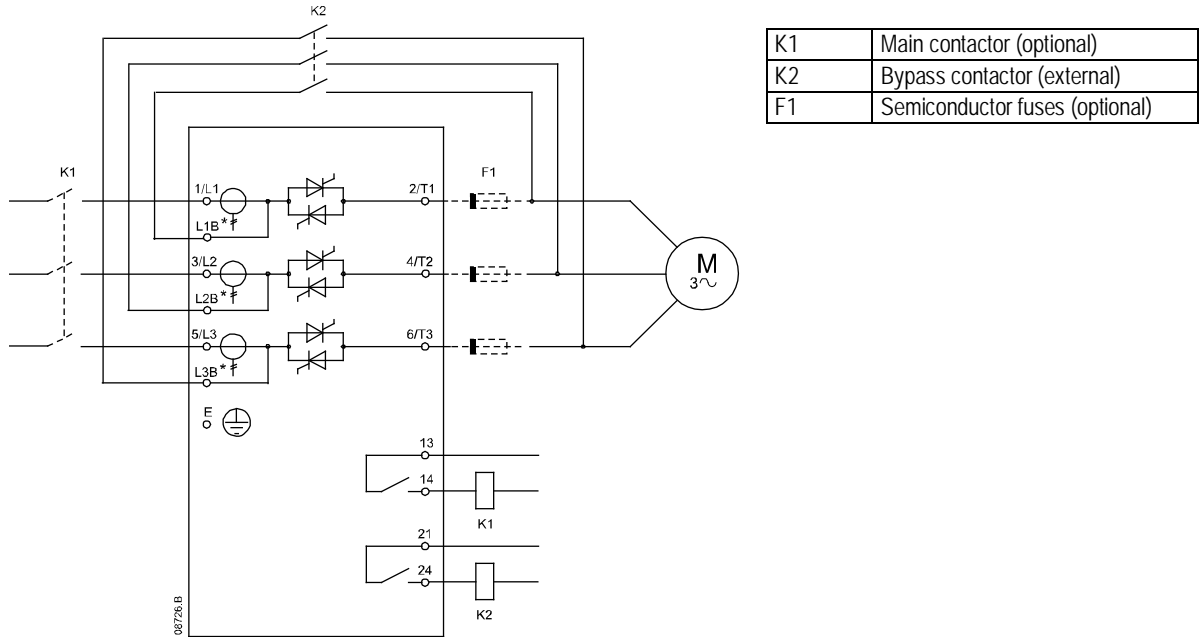 K2
K1 Main contactor (optional)
K2 Bypass contactor (external)
F1 Semiconductor fuses (optional)
K1
1/L1
2/T1
F1
L1B *
3/L2
4/T2
M
3
L2B *
5/L3
6/T3
L3B *
E
13
14
K1
21
24
K2
08726.B